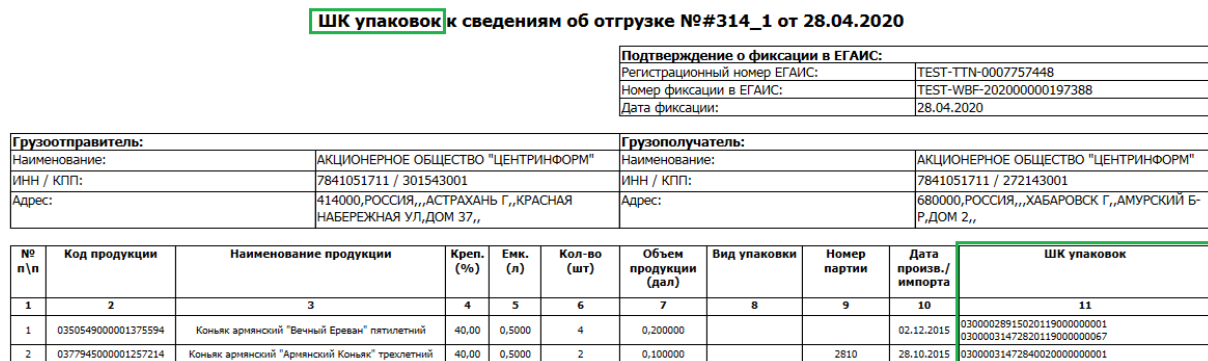 ШК упаковок к сведениям об отгрузке №#314_1 от 28.04.2020
Подтверждение о фиксации в ЕГАИС:
Регистрационный номер ЕГАИС: TEST-TTN-0007757448
Номер фиксации в ЕГАИС: TEST-WBF-202000000197388
Дата фиксации: 28.04.2020
Грузоотправитель: Грузополучатель:
Наименование: АКЦИОНЕРНОЕ ОБЩЕСТВО "ЦЕНТРИНФОРМ" Наименование: АКЦИОНЕРНОЕ ОБЩЕСТВО "ЦЕНТРИНФОРМ"
ИНН / КПП: 7841051711 / 301543001 ИНН / КПП: 7841051711 / 272143001
Адрес: 414000,РОССИЯ,,,АСТРАХАНЬ Г,,КРАСНАЯ Адрес: 680000,РОССИЯ,,,ХАБАРОВСК Г,,АМУРСКИЙ Б-
НАБЕРЕЖНАЯ УЛ,ДОМ 37,, Р,ДОМ 2,,
№ Код продукции Наименование продукции Креп. Емк. Кол-во Объем Вид упаковки Номер Дата ШК упаковок
п\п (%) (л) (шт) продукции партии произв./
(дал) импорта
1 2 3 4 5 6 7 8 9 10 11
1 0350549000001375594 Коньяк армянский "Вечный Ереван" пятилетний 40,00 0,5000 4 0,200000 02.12.2015 03000028915020119000000001
03000031472820119000000067
2 0377945000001257214 Коньяк армянский "Армянский Коньяк" трехлетний 40,00 0,5000 2 0,100000 2810 28.10.2015 03000031472840020000000001